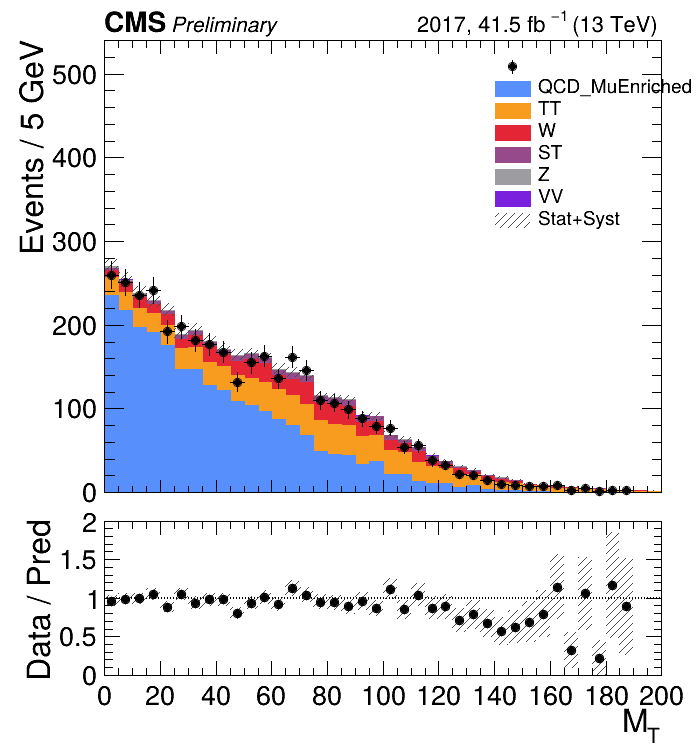 CMS Preliminary 2017, 41.5 fb⁻¹ (13 TeV)
Events / 5 GeV
500
400
300
200
100
0
QCD_MuEnriched
TT
W
ST
Z
VV
Stat+Syst
Data / Pred
2
1.5
1
0.5
0
0 20 40 60 80 100 120 140 160 180 200
M_T